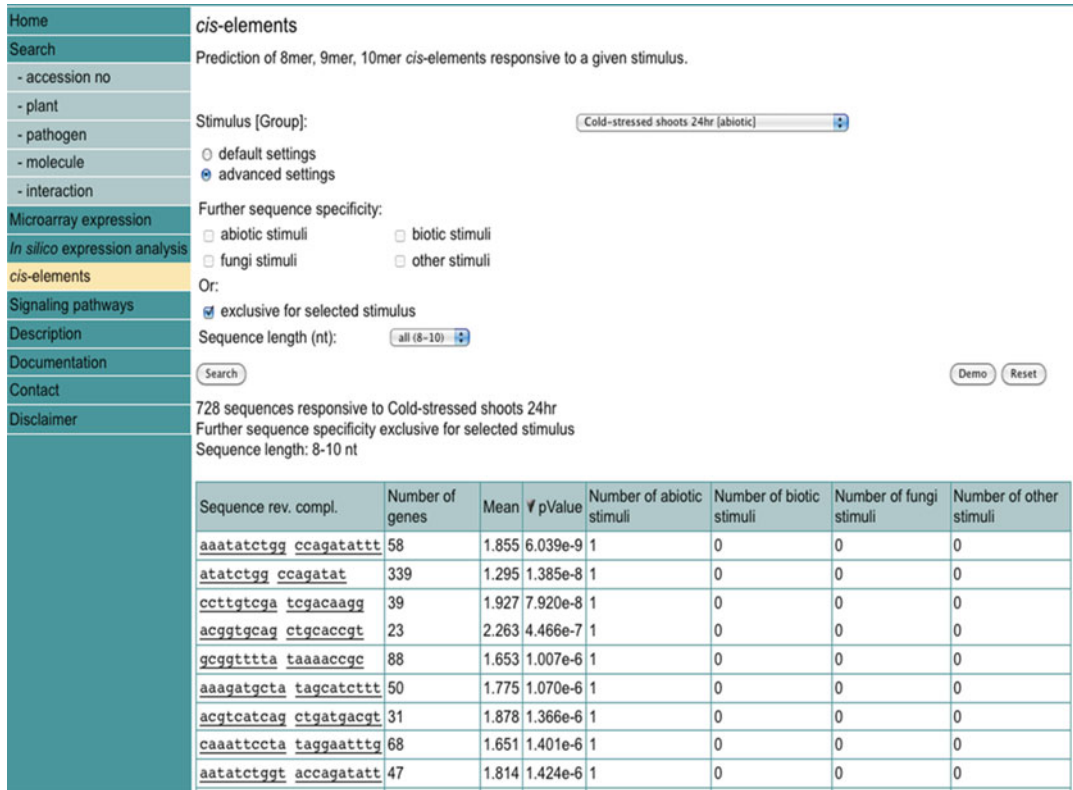 Home
Search
- accession no
- plant
- pathogen
- molecule
- interaction
Microarray expression
In silico expression analysis
cis-elements
Signaling pathways
Description
Documentation
Contact
Disclaimer
cis-elements
Prediction of 8mer, 9mer, 10mer cis-elements responsive to a given stimulus.
Stimulus [Group]: Cold-stressed shoots 24hr [abiotic]
default settings
advanced settings
Further sequence specificity:
abiotic stimuli biotic stimuli
fungi stimuli other stimuli
Or:
exclusive for selected stimulus
Sequence length (nt): all (8-10)
Search Demo Reset
728 sequences responsive to Cold-stressed shoots 24hr
Further sequence specificity exclusive for selected stimulus
Sequence length: 8-10 nt
Sequence rev. compl. Number of genes Mean pValue Number of abiotic stimuli Number of biotic stimuli Number of fungi stimuli Number of other stimuli
aaatatctgg ccagatattt 58 1.855 6.039e-9 1 0 0 0
atatctgg ccagatat 339 1.295 1.385e-8 1 0 0 0
ccttgtcga tcgacaagg 39 1.927 7.920e-8 1 0 0 0
acggtgcag ctgcaccgt 23 2.263 4.466e-7 1 0 0 0
gcggtttta taaaaccgc 88 1.653 1.007e-6 1 0 0 0
aaagatgcta tagcatcttt 50 1.775 1.070e-6 1 0 0 0
acgtcatcag ctgatgacgt 31 1.878 1.366e-6 1 0 0 0
caaattccta taggaatttg 68 1.651 1.401e-6 1 0 0 0
aatatctggt accagatatt 47 1.814 1.424e-6 1 0 0 0